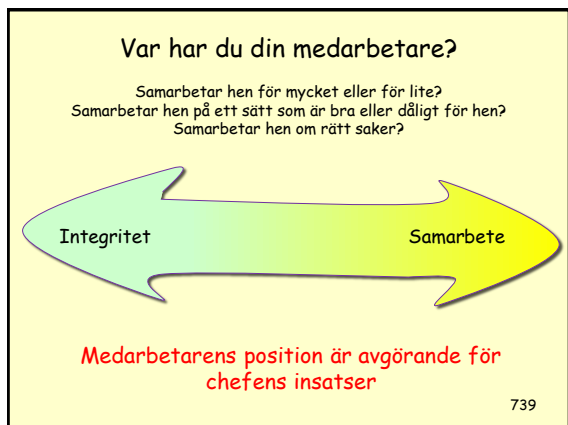 Var har du din medarbetare?
Samarbetar hen för mycket eller för lite?
Samarbetar hen på ett sätt som är bra eller dåligt för hen?
Samarbetar hen om rätt saker?
Integritet
Samarbete
Medarbetarens position är avgörande för
chefens insatser
739